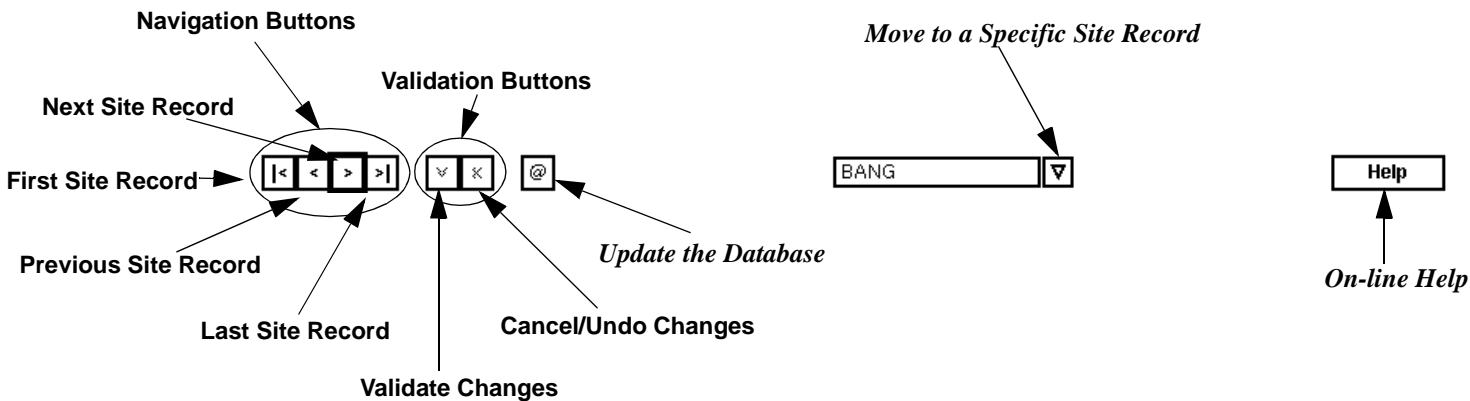 Navigation Buttons
Move to a Specific Site Record
Validation Buttons
Next Site Record
First Site Record
|< < > >| @
BANG
Help
Previous Site Record
Update the Database
On-line Help
Last Site Record
Cancel/Undo Changes
Validate Changes